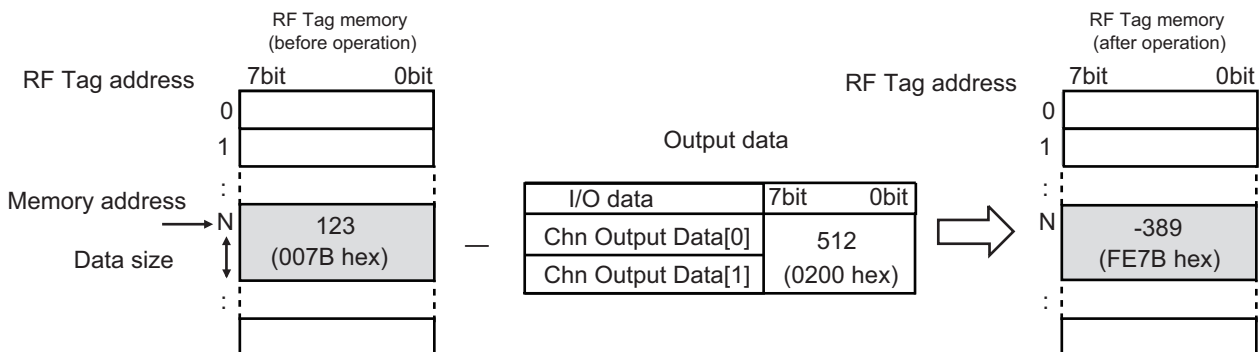 RF Tag memory
(before operation)
RF Tag address
7bit 0bit
0
1
:
Memory address
N
Data size
123
(007B hex)
:
—
Output data
I/O data 7bit 0bit
Chn Output Data[0]
Chn Output Data[1]
512
(0200 hex)
RF Tag memory
(after operation)
RF Tag address
7bit 0bit
0
1
:
N
-389
(FE7B hex)
: